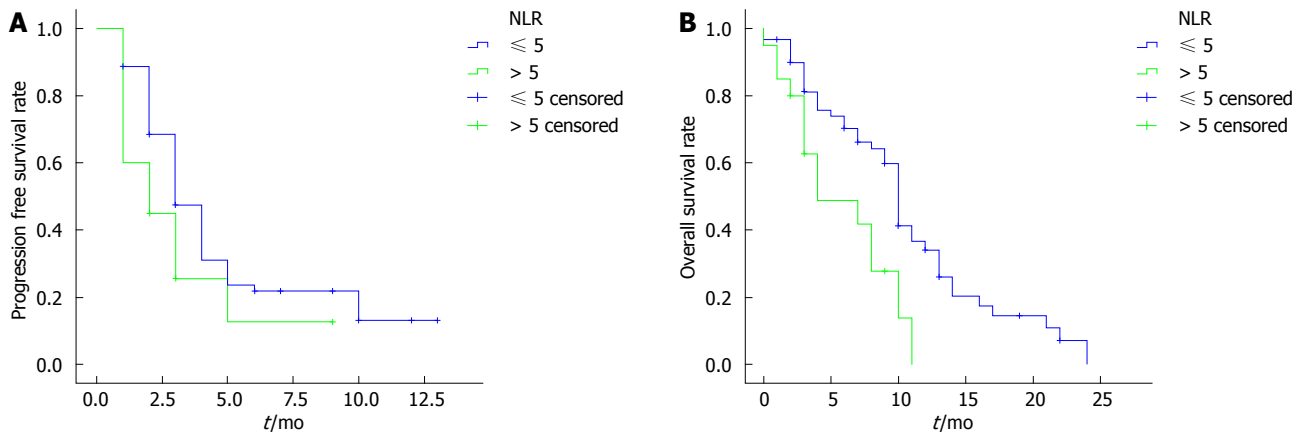 A
Progression free survival rate
1.0
0.8
0.6
0.4
0.2
0.0
0.0 2.5 5.0 7.5 10.0 12.5
t/mo
NLR
≤ 5
> 5
≤ 5 censored
> 5 censored
B
Overall survival rate
1.0
0.8
0.6
0.4
0.2
0.0
0 5 10 15 20 25
t/mo
NLR
≤ 5
> 5
≤ 5 censored
> 5 censored